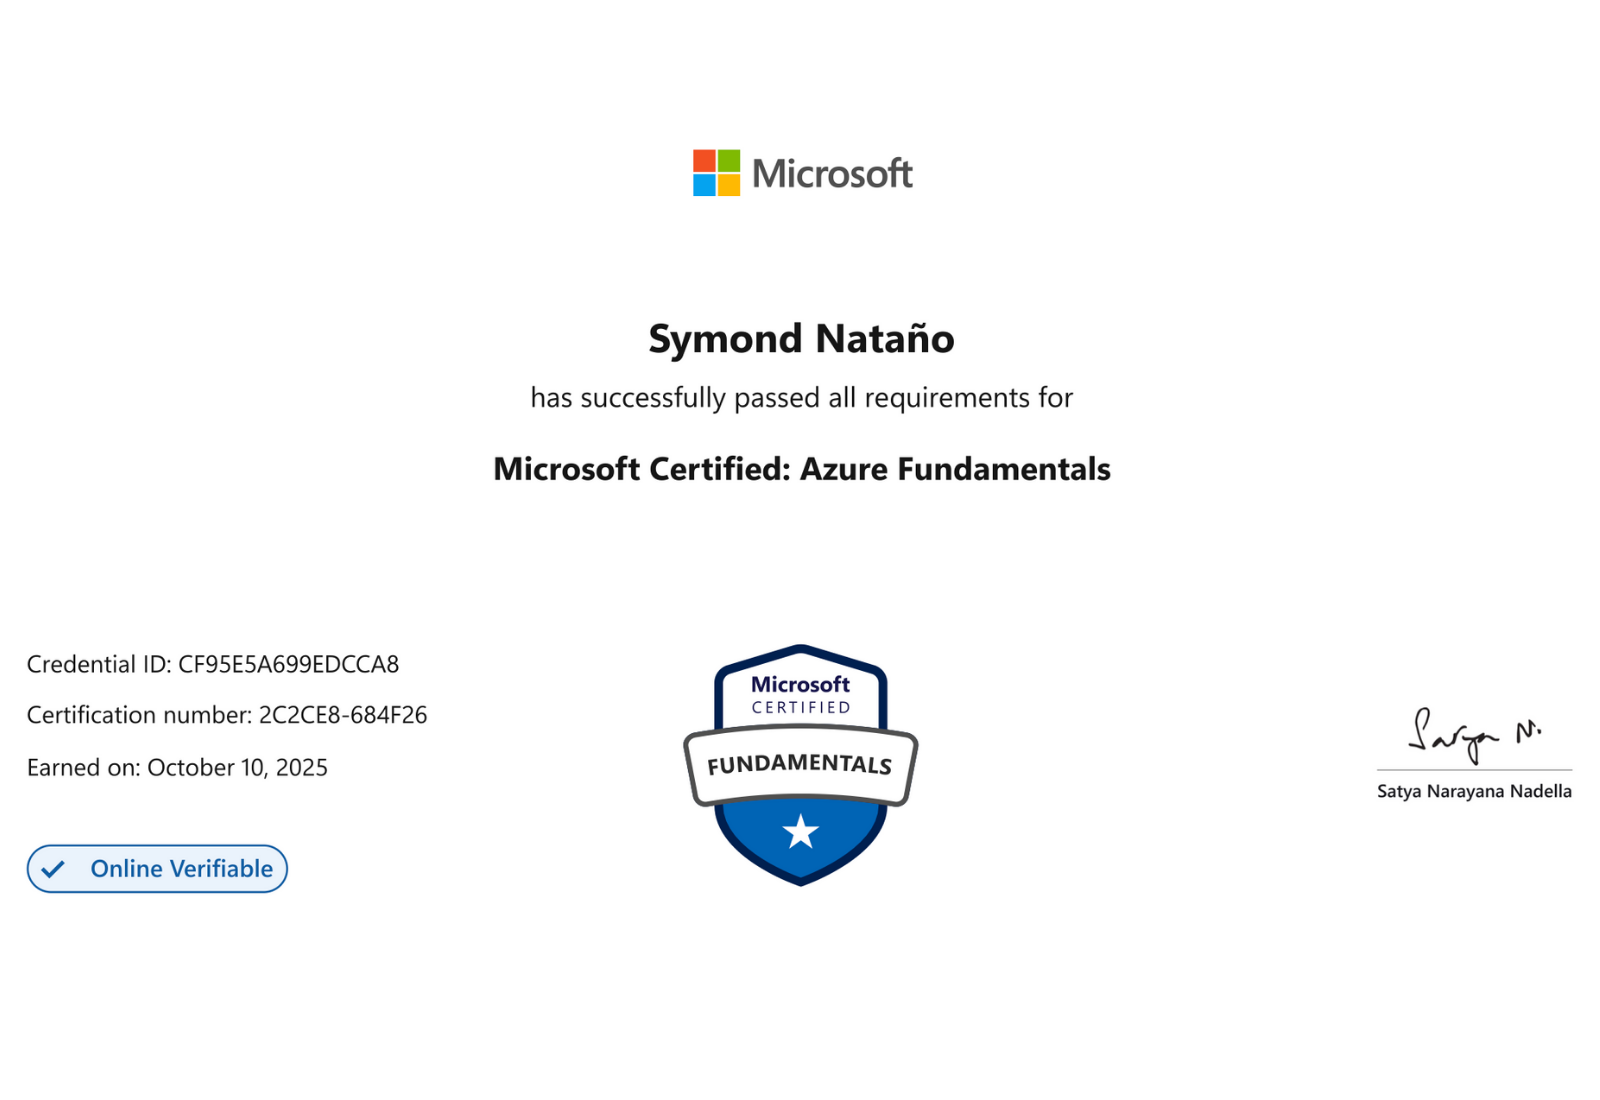 Microsoft
Symond Nataño
has successfully passed all requirements for
Microsoft Certified: Azure Fundamentals
Credential ID: CF95E5A699EDCCA8
Certification number: 2C2CE8-684F26
Earned on: October 10, 2025
Online Verifiable
Microsoft
CERTIFIED
FUNDAMENTALS
Satya N.
Satya Narayana Nadella